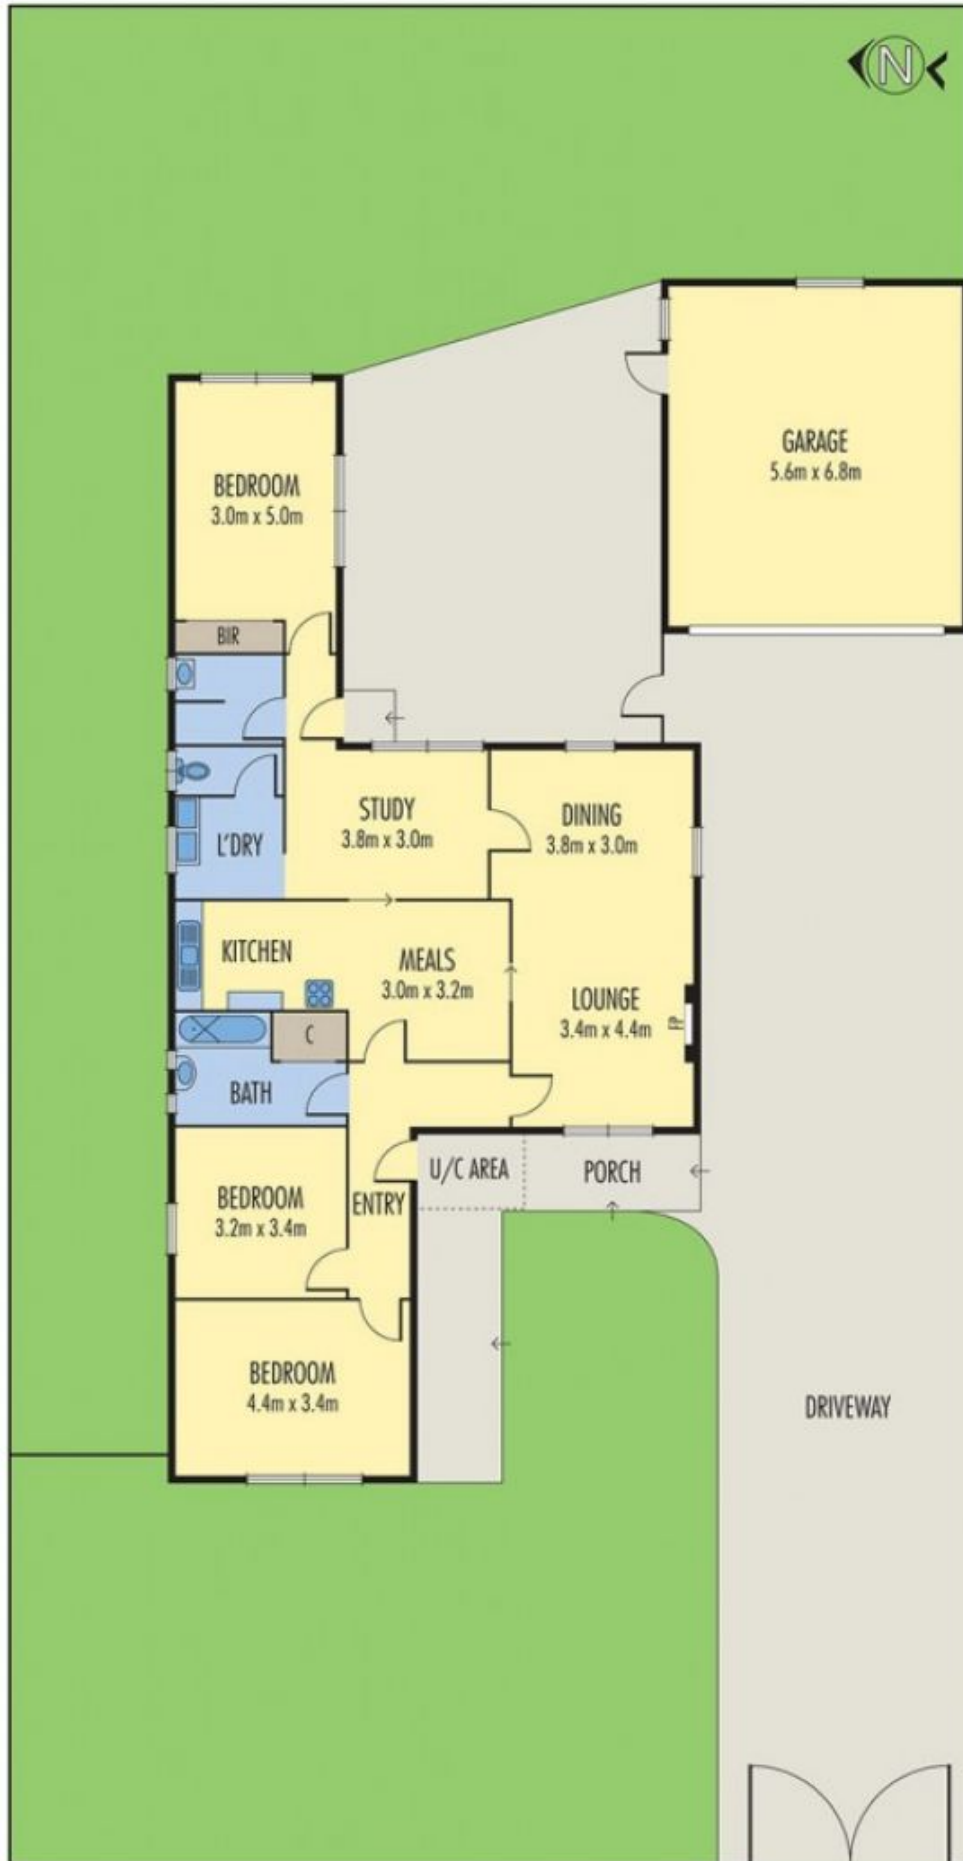 N
GARAGE
5.6m x 6.8m
BEDROOM
3.0m x 5.0m
BIR
STUDY
3.8m x 3.0m
DINING
3.8m x 3.0m
L'DRY
KITCHEN
MEALS
3.0m x 3.2m
LOUNGE
3.4m x 4.4m
FP
C
BATH
U/C AREA
PORCH
BEDROOM
3.2m x 3.4m
ENTRY
BEDROOM
4.4m x 3.4m
DRIVEWAY